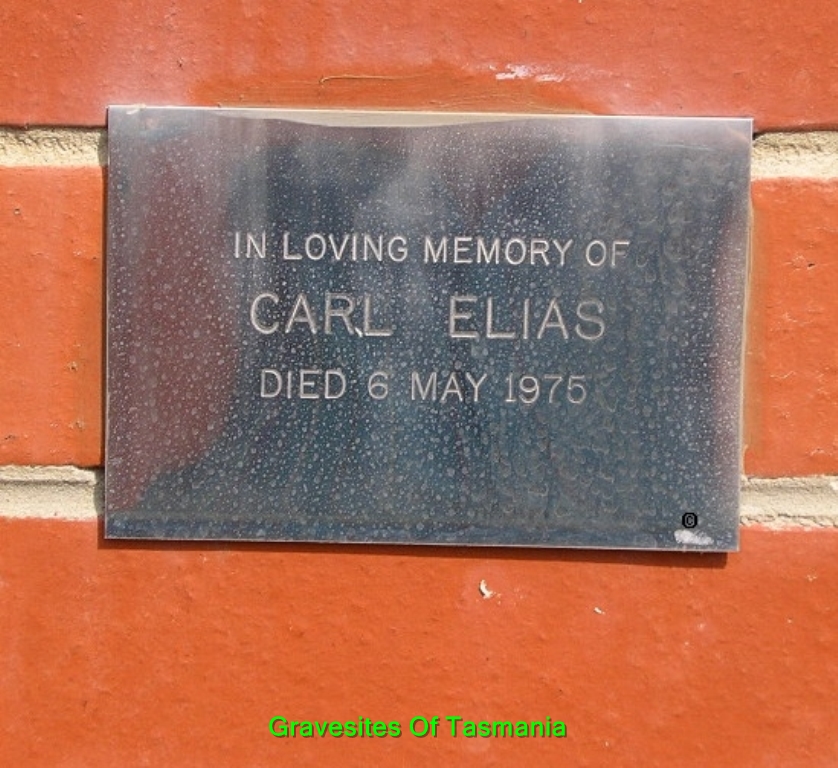 IN LOVING MEMORY OF
CARL ELIAS
DIED 6 MAY 1975
©
Gravesites Of Tasmania